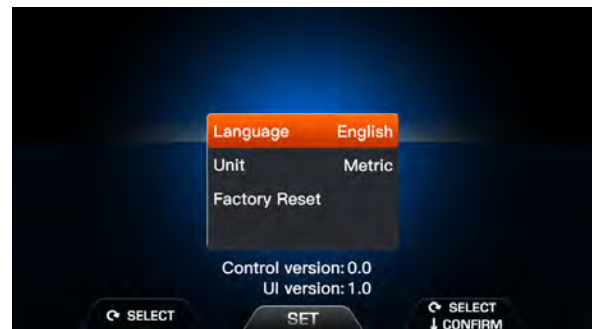 Language English
Unit Metric
Factory Reset
Control version: 0.0
UI version: 1.0
SELECT
SET
SELECT
CONFIRM